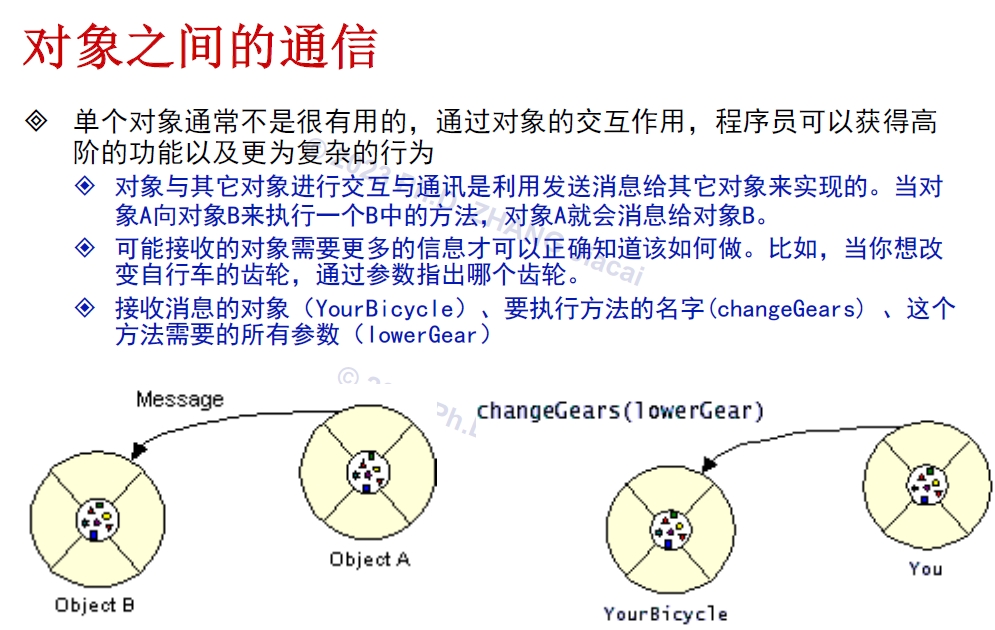 对象之间的通信
单个对象通常不是很有用的，通过对象的交互作用，程序员可以获得高
阶的功能以及更为复杂的行为
对象与其它对象进行交互与通讯是利用发送消息给其它对象来实现的。当对
象A向对象B来执行一个B中的方法，对象A就会消息给对象B。
可能接收的对象需要更多的信息才可以正确知道该如何做。比如，当你想改
变自行车的齿轮，通过参数指出哪个齿轮。
接收消息的对象（YourBicycle）、要执行方法的名字(changeGears) 、这个
方法需要的所有参数（lowerGear）
Message
Object A
Object B
changeGears(lowerGear)
You
YourBicycle